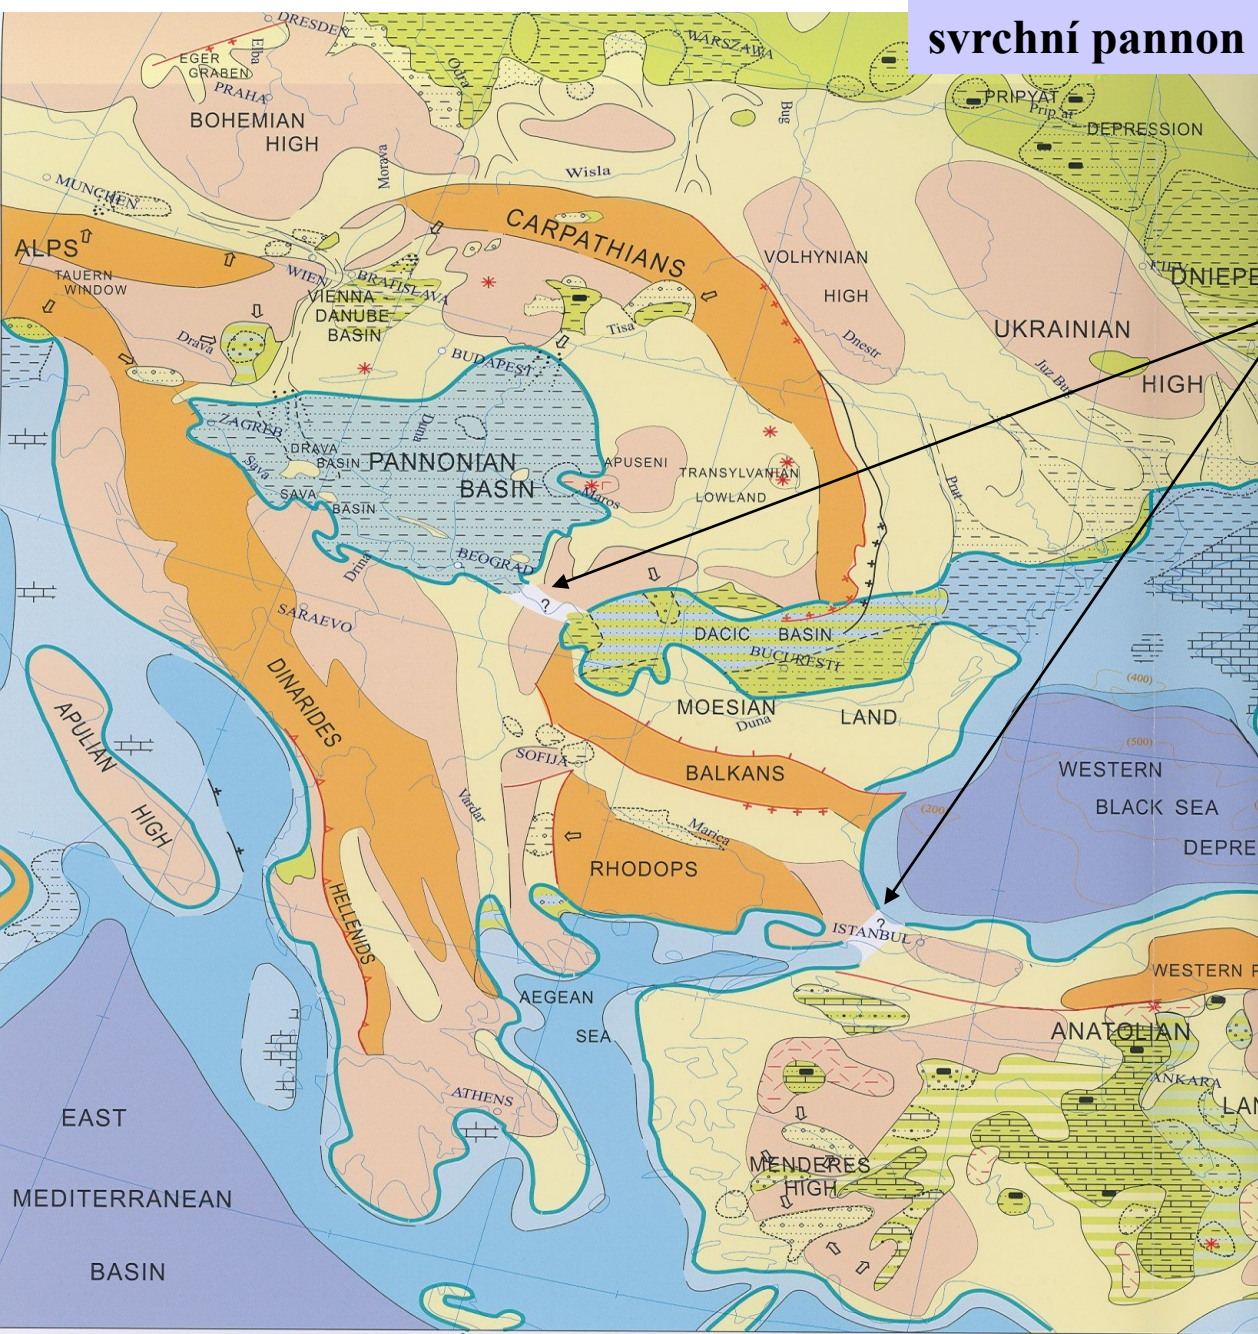 svrchní pannon
DRESDEN
WARSZAWA
EGER
GRABEN
Elba
Odra
PRAHA
BOHEMIAN
HIGH
Bug
PRIPYAT
Prip'at
DEPRESSION
Morava
Wisla
MUNCHEN
CARPATHIANS
ALPS
TAUERN
WINDOW
WIEN
BRATISLAVA
VIENNA
DANUBE
BASIN
VOLHYNIAN
HIGH
DNIEPE
UKRAINIAN
HIGH
Drava
Tisa
Dnestr
Juz Bug
BUDAPEST
ZAGREB
Duna
DRAVA
BASIN
PANNONIAN
BASIN
Sava
SAVA
BASIN
APUSENI
Maros
TRANSYLVANIAN
LOWLAND
Prut
BEOGRAD
Drina
?
SARAEVO
DACIC BASIN
BUCURESTI
DINARIDES
APULIAN
HIGH
MOESIAN
LAND
Duna
(400)
(500)
(200)
WESTERN
BLACK SEA
DEPRE
SOFIJA
BALKANS
Vardar
Marica
RHODOPS
HELLENIDS
?
ISTANBUL
AEGEAN
SEA
WESTERN P
ANATOLIAN
ANKARA
LAN
ATHENS
EAST
MEDITERRANEAN
BASIN
MENDERES
HIGH